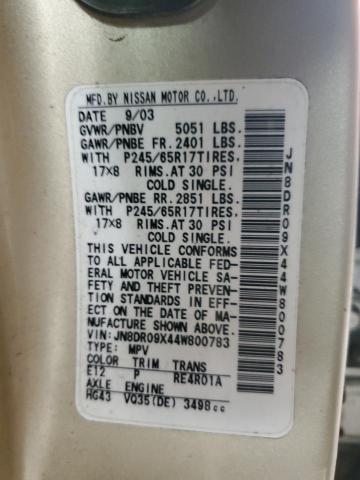 MFD.BY NISSAN MOTOR CO.,LTD.
DATE 9/03
GVWR/PNBV 5051 LBS.
GAWR/PNBE FR. 2401 LBS.
WITH P245/65R17TIRES,
17X8 RIMS.AT 30 PSI
COLD SINGLE.
GAWR/PNBE RR. 2851 LBS.
WITH P245/65R17TIRES,
17X8 RIMS.AT 30 PSI
COLD SINGLE.
THIS VEHICLE CONFORMS
TO ALL APPLICABLE FED-
ERAL MOTOR VEHICLE SA-
FETY AND THEFT PREVEN-
TION STANDARDS IN EFF-
ECT ON THE DATE OF MA-
NUFACTURE SHOWN ABOVE.
VIN:JN8DR09X44W800783
TYPE: MPV
COLOR TRIM TRANS
E12 P RE4R01A
AXLE ENGINE
HG43 VQ35(DE) 3498cc
JN8DR09X44W800783